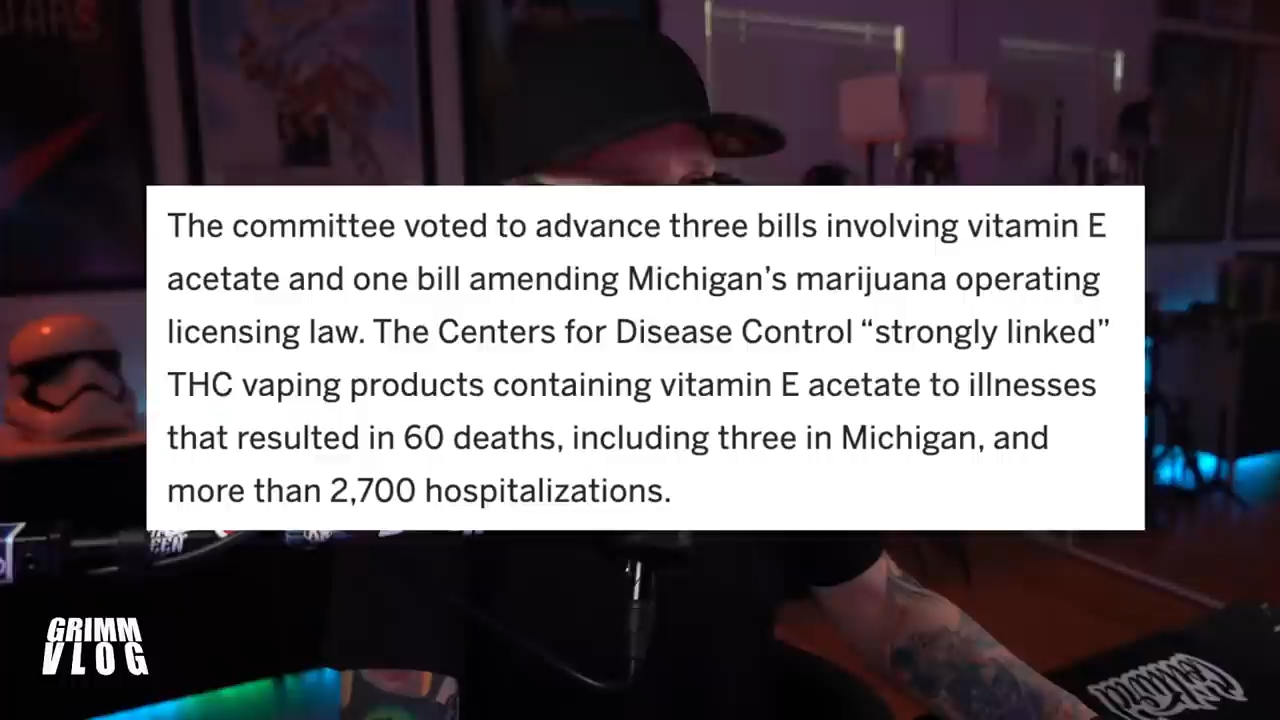 The committee voted to advance three bills involving vitamin E
acetate and one bill amending Michigan’s marijuana operating
licensing law. The Centers for Disease Control “strongly linked”
THC vaping products containing vitamin E acetate to illnesses
that resulted in 60 deaths, including three in Michigan, and
more than 2,700 hospitalizations.
GRIMM
VLOG